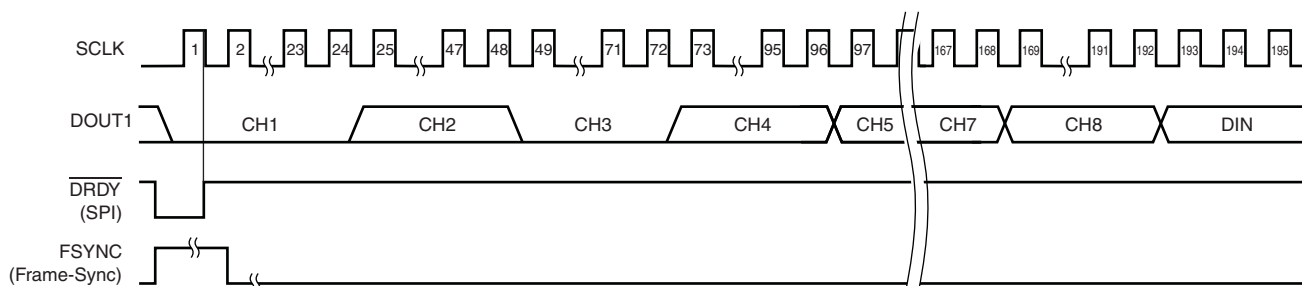 SCLK 1 2 23 24 25 47 48 49 71 72 73 95 96 97 167 168 169 191 192 193 194 195
DOUT1 CH1 CH2 CH3 CH4 CH5 CH7 CH8 DIN
DRDY
(SPI)
FSYNC
(Frame-Sync)